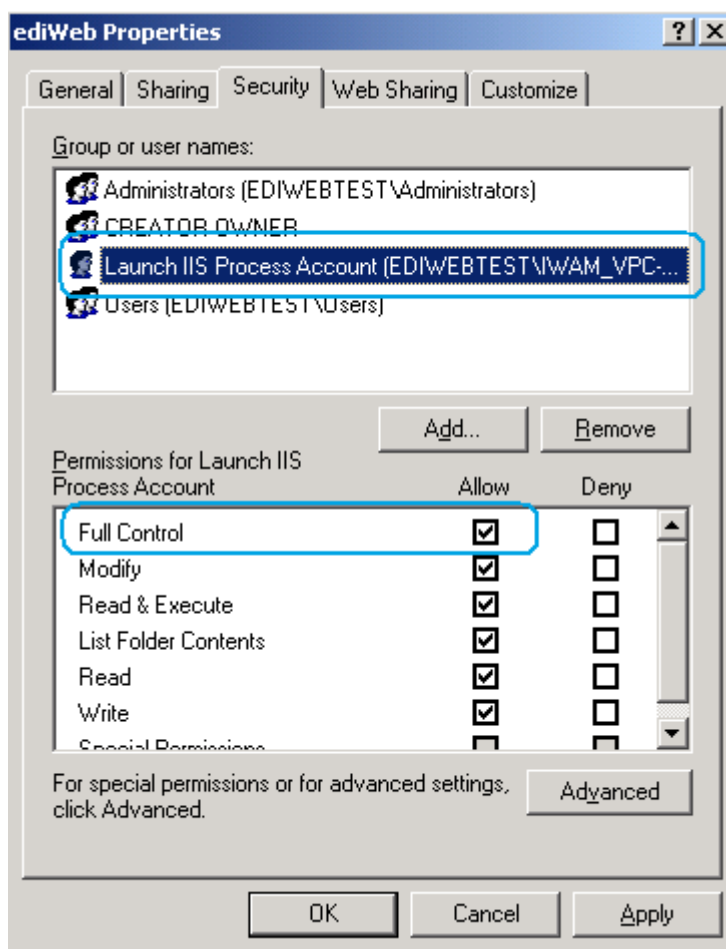 ediWeb Properties
General Sharing Security Web Sharing Customize
Group or user names:
Administrators (EDIWEBTEST\Administrators)
CREATOR OWNER
Launch IIS Process Account (EDIWEBTEST\IWAM_VPC-...
Users (EDIWEBTEST\Users)
Add... Remove
Permissions for Launch IIS
Process Account Allow Deny
Full Control
Modify
Read & Execute
List Folder Contents
Read
Write
Special Permissions
For special permissions or for advanced settings,
click Advanced.
Advanced
OK Cancel Apply